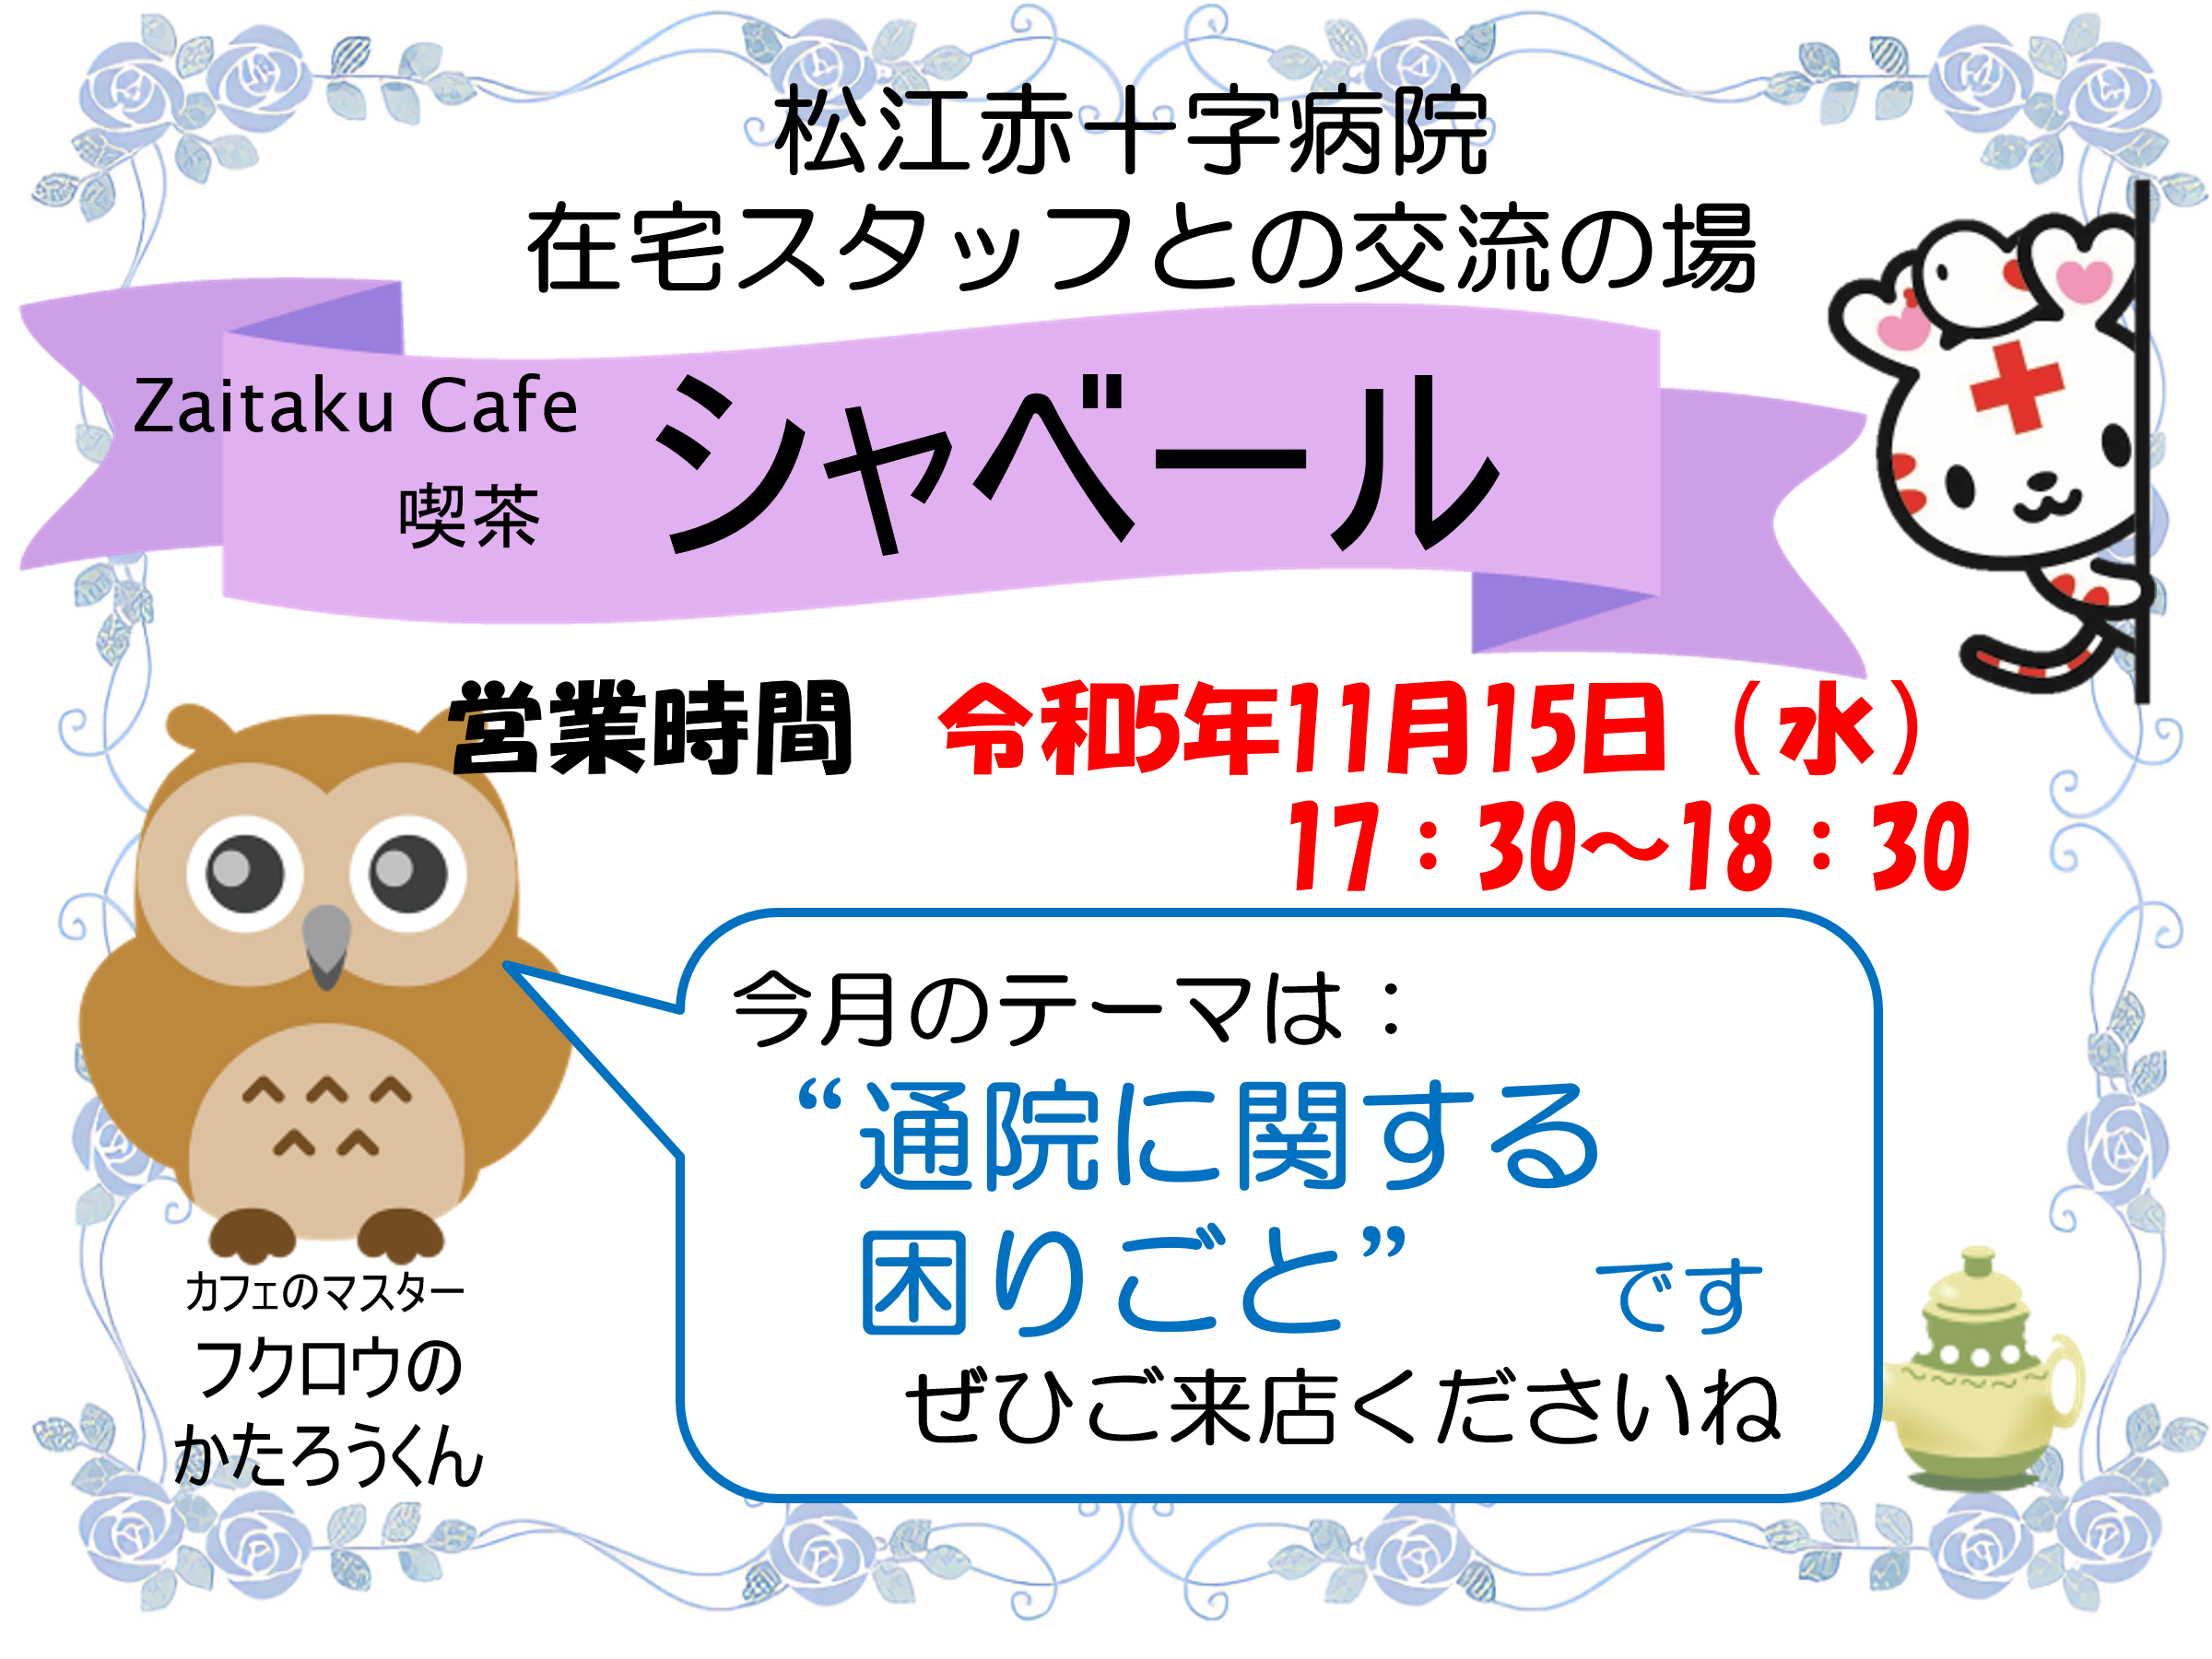 松江赤十字病院
在宅スタッフとの交流の場
Zaitaku Cafe
喫茶
シャベール
営業時間 令和5年11月15日（水）
17：30～18：30
今月のテーマは：
“通院に関する
困りごと” です
ぜひご来店くださいね
カフェのマスター
フクロウの
かたろうくん